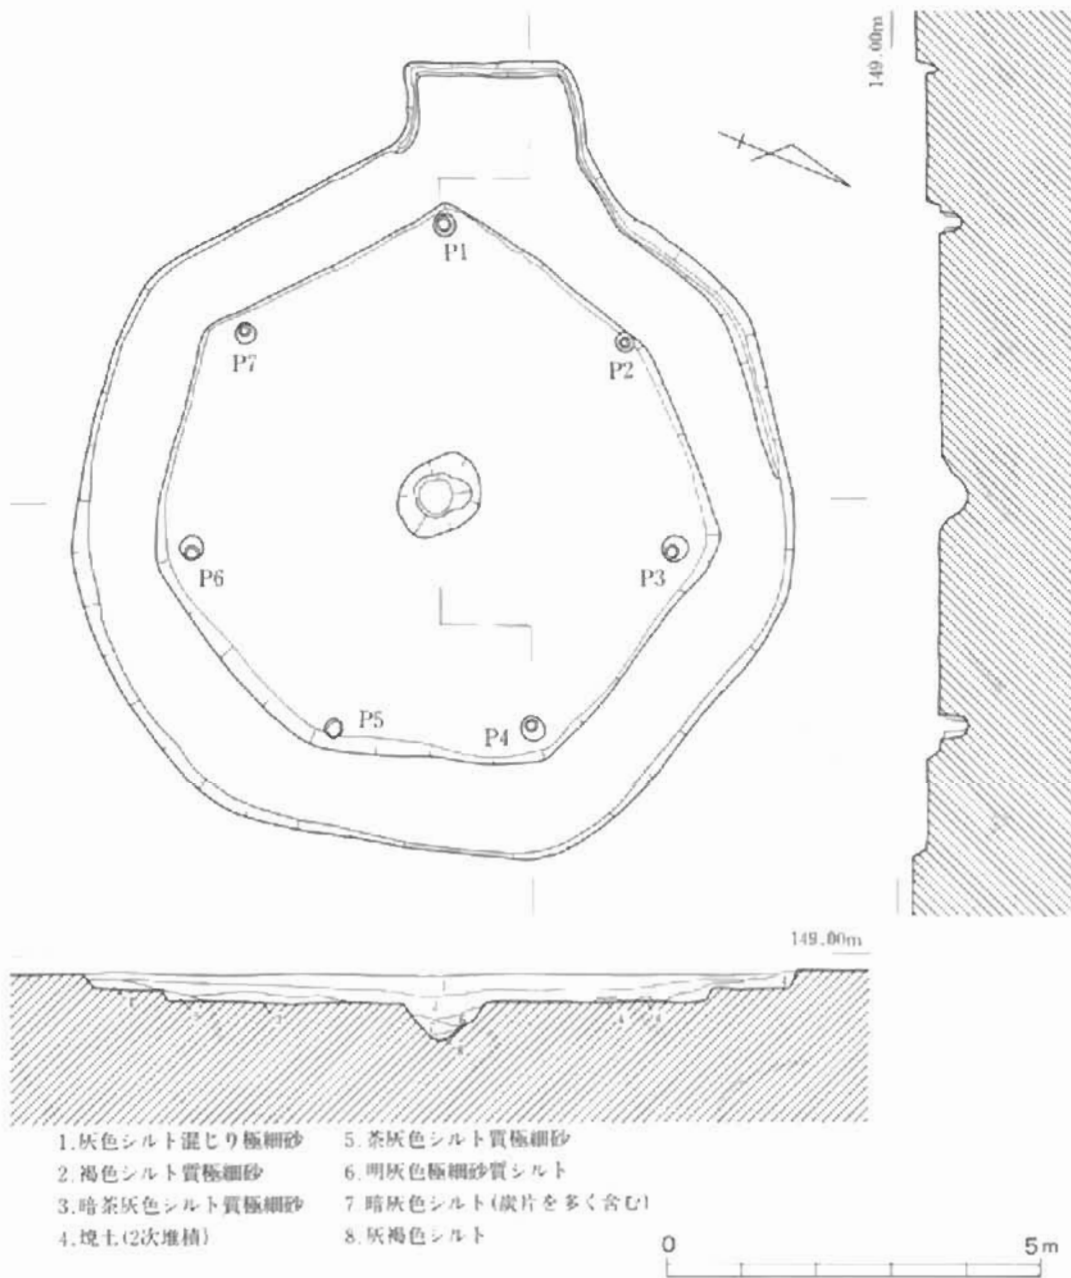 149.00m
P1
P2
P7
P6
P3
P5
P4
149.00m
1.灰色シルト混じり極細砂
2.褐色シルト質極細砂
3.暗茶灰色シルト質極細砂
4.焼土(2次堆積)
5.茶灰色シルト質極細砂
6.明灰色極細砂質シルト
7.暗灰色シルト(炭片を多く含む)
8.灰褐色シルト
0 5m